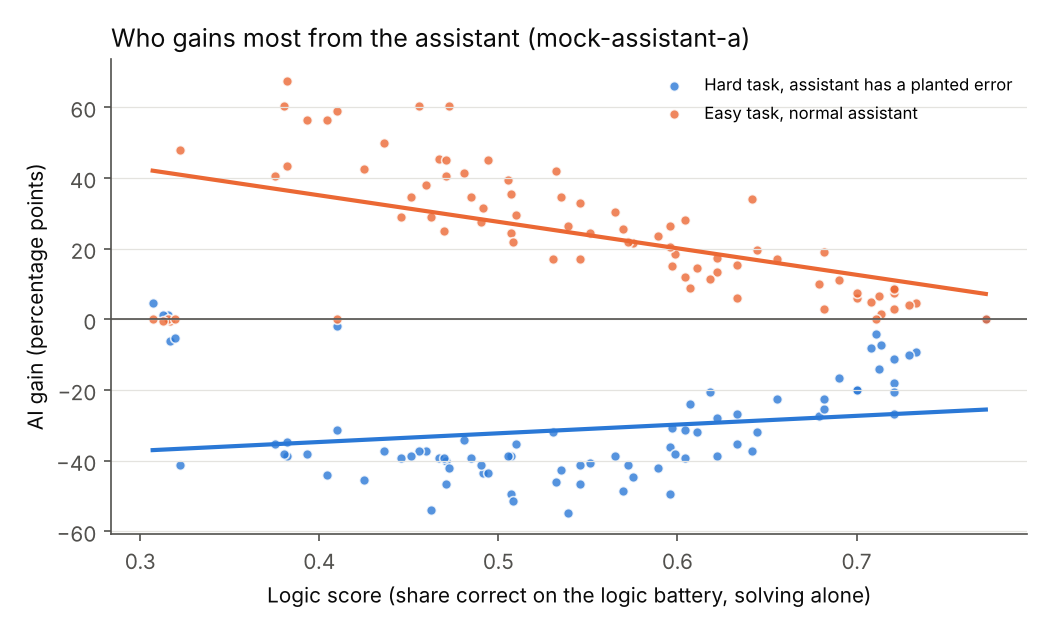 Who gains most from the assistant (mock-assistant-a)
Hard task, assistant has a planted error
Easy task, normal assistant
AI gain (percentage points)
60
40
20
0
−20
−40
−60
0.3 0.4 0.5 0.6 0.7
Logic score (share correct on the logic battery, solving alone)